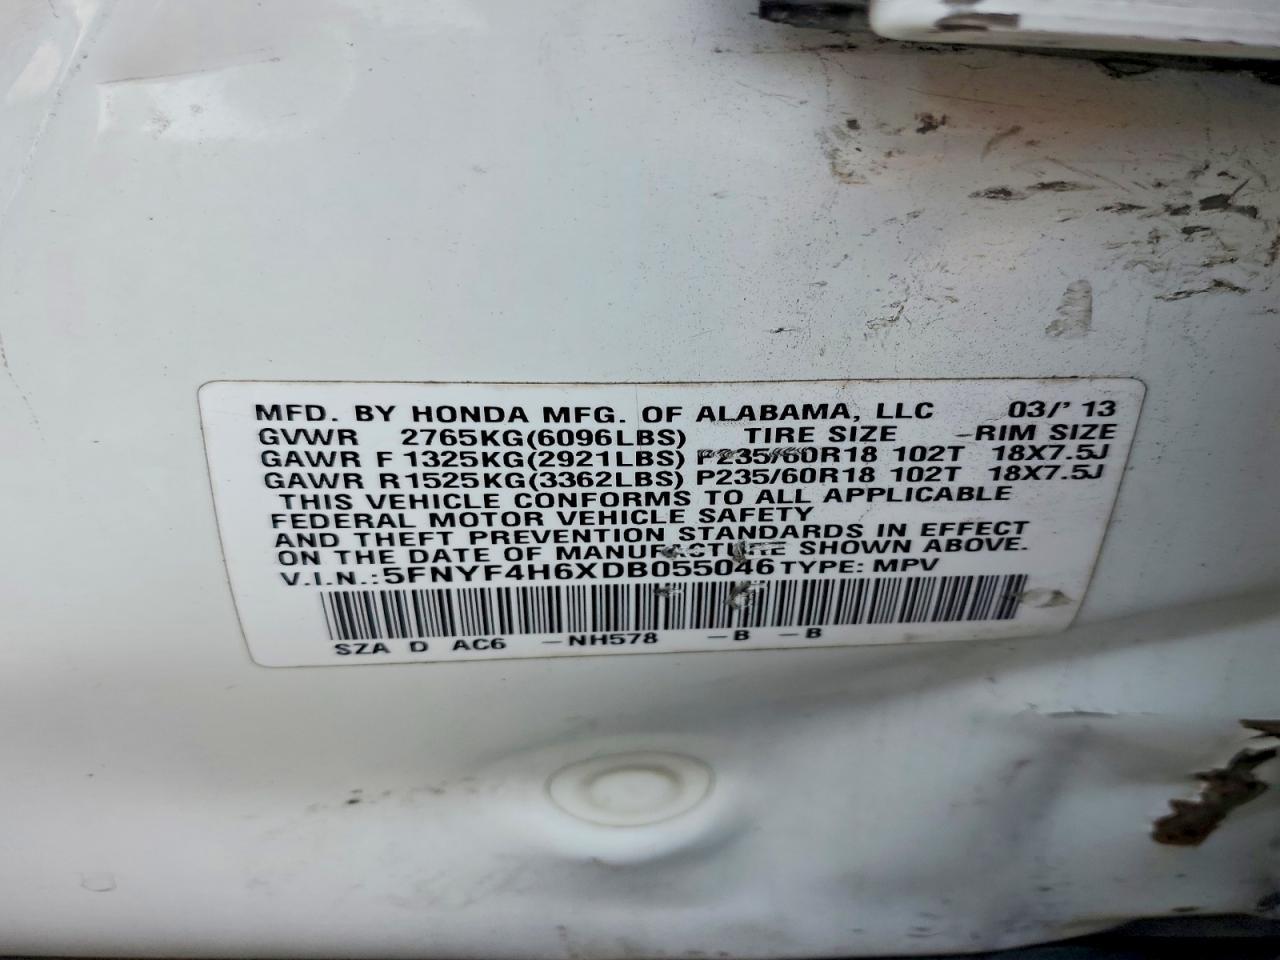 MFD. BY HONDA MFG. OF ALABAMA, LLC 03/' 13
GVWR 2765KG(6096LBS) TIRE SIZE -RIM SIZE
GAWR F 1325KG(2921LBS) P235/60R18 102T 18X7.5J
GAWR R1525KG(3362LBS) P235/60R18 102T 18X7.5J
THIS VEHICLE CONFORMS TO ALL APPLICABLE
FEDERAL MOTOR VEHICLE SAFETY
AND THEFT PREVENTION STANDARDS IN EFFECT
ON THE DATE OF MANUFACTURE SHOWN ABOVE.
V.I.N.:5FNYF4H6XDB055046 TYPE: MPV
SZA D AC6 -NH578 -B -B